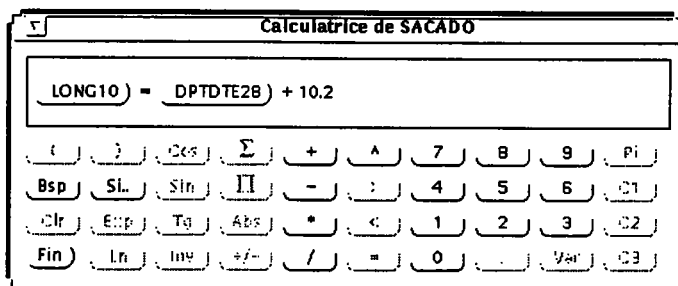 Calculatrice de SACADO
LONG10 = DPTDTE2B + 10.2
( ) Cos Σ + ^ 7 8 9 Pi
Bsp Si.. Sin Π - 4 5 6 C1
Clr Exp Tg Abs * < 1 2 3 C2
Fin Ln Inv +/- / = 0 . Var C3